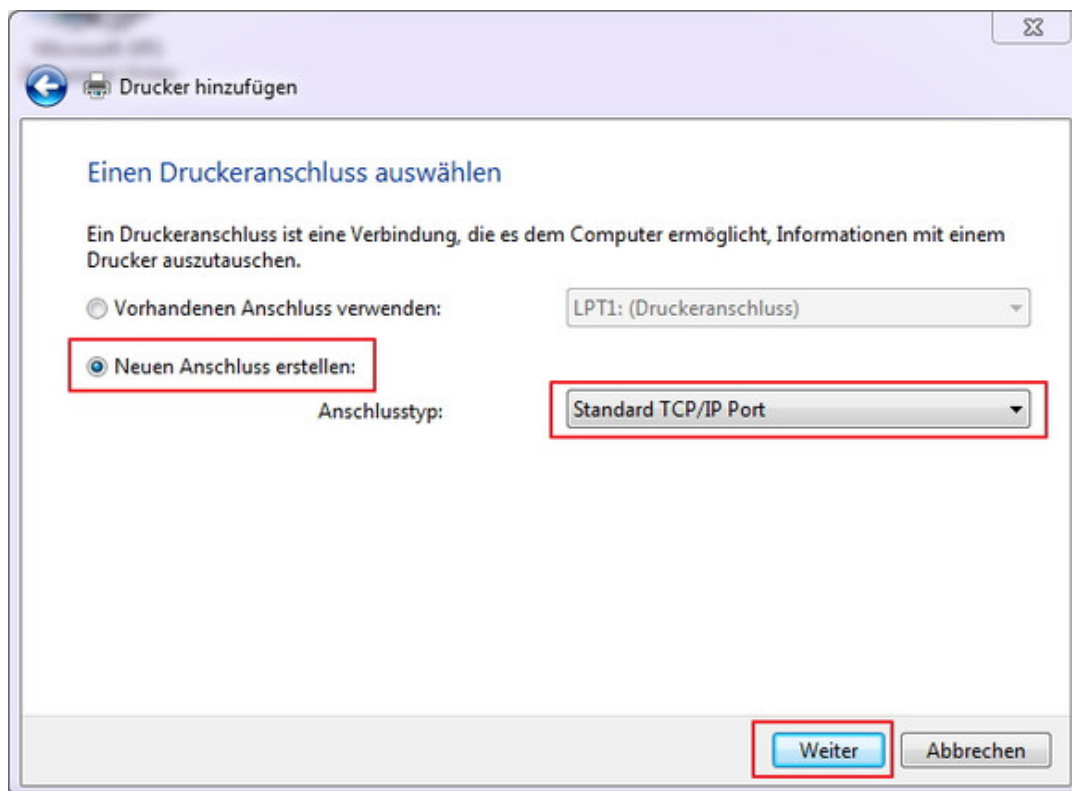 Drucker hinzufügen
Einen Druckeranschluss auswählen
Ein Druckeranschluss ist eine Verbindung, die es dem Computer ermöglicht, Informationen mit einem
Drucker auszutauschen.
Vorhandenen Anschluss verwenden:
LPT1: (Druckeranschluss)
Neuen Anschluss erstellen:
Anschlusstyp:
Standard TCP/IP Port
Weiter
Abbrechen